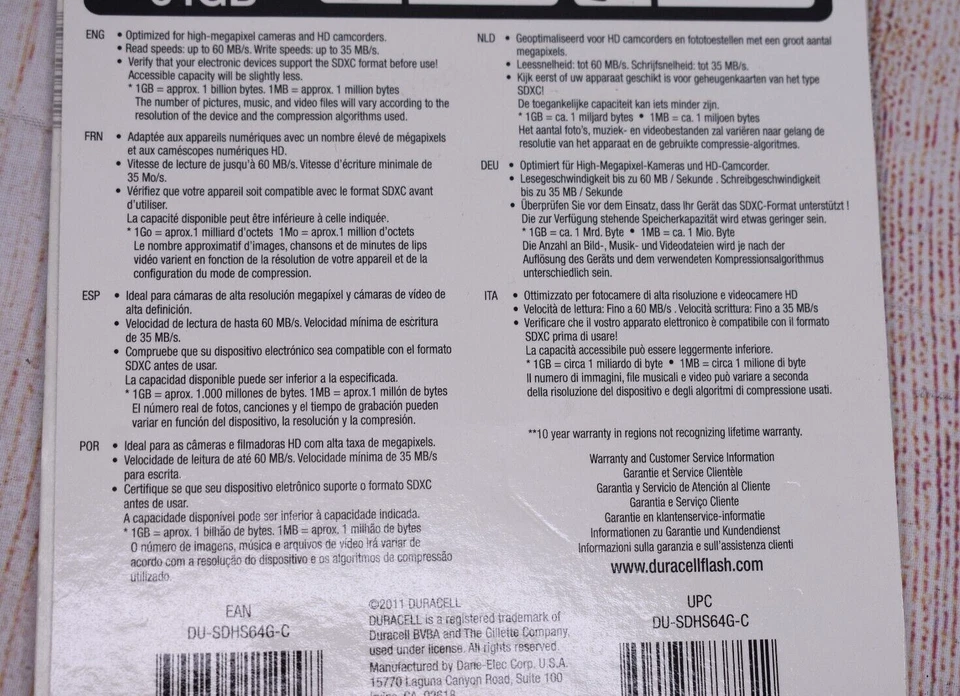 64GB
ENG • Optimized for high-megapixel cameras and HD camcorders.
• Read speeds: up to 60 MB/s. Write speeds: up to 35 MB/s.
• Verify that your electronic devices support the SDXC format before use!
Accessible capacity will be slightly less.
* 1GB = approx. 1 billion bytes. 1MB = approx. 1 million bytes
The number of pictures, music, and video files will vary according to the
resolution of the device and the compression algorithms used.
FRN • Adaptée aux appareils numériques avec un nombre élevé de mégapixels
et aux caméscopes numériques HD.
• Vitesse de lecture de jusqu'à 60 MB/s. Vitesse d'écriture minimale de
35 Mo/s.
• Vérifiez que votre appareil soit compatible avec le format SDXC avant
d'utiliser.
La capacité disponible peut être inférieure à celle indiquée.
* 1Go = aprox.1 milliard d'octets 1Mo = aprox.1 million d'octets
Le nombre approximatif d'images, chansons et de minutes de lips
vidéo varient en fonction de la résolution de votre appareil et de la
configuration du mode de compression.
ESP • Ideal para cámaras de alta resolución megapíxel y cámaras de vídeo de
alta definición.
• Velocidad de lectura de hasta 60 MB/s. Velocidad mínima de escritura
de 35 MB/s.
• Compruebe que su dispositivo electrónico sea compatible con el formato
SDXC antes de usar.
La capacidad disponible puede ser inferior a la especificada.
* 1GB = aprox. 1.000 millones de bytes. 1MB = aprox.1 millón de bytes
El número real de fotos, canciones y el tiempo de grabación pueden
variar en función del dispositivo, la resolución y la compresión.
POR • Ideal para as câmeras e filmadoras HD com alta taxa de megapixels.
• Velocidade de leitura de até 60 MB/s. Velocidade mínima de 35 MB/s
para escrita.
• Certifique se que seu dispositivo eletrônico suporte o formato SDXC
antes de usar.
A capacidade disponível pode ser inferior à capacidade indicada.
* 1GB = aprox. 1 bilhão de bytes. 1MB = aprox. 1 milhão de bytes
O número de imagens, música e arquivos de vídeo irá variar de
acordo com a resolução do dispositivo e os algoritmos de compressão
utilizado.
NLD • Geoptimaliseerd voor HD camcorders en fototoestellen met een groot aantal
megapixels.
• Leessnelheid: tot 60 MB/s. Schrijfsnelheid: tot 35 MB/s.
• Kijk eerst of uw apparaat geschikt is voor geheugenkaarten van het type
SDXC!
De toegankelijke capaciteit kan iets minder zijn.
* 1GB = ca. 1 miljard bytes • 1MB = ca. 1 miljoen bytes
Het aantal foto's, muziek- en videobestanden zal variëren naar gelang de
resolutie van het apparaat en de gebruikte compressie-algoritmes.
DEU • Optimiert für High-Megapixel-Kameras und HD-Camcorder.
• Lesegeschwindigkeit bis zu 60 MB / Sekunde . Schreibgeschwindigkeit
bis zu 35 MB / Sekunde
• Überprüfen Sie vor dem Einsatz, dass Ihr Gerät das SDXC-Format unterstützt !
Die zur Verfügung stehende Speicherkapazität wird etwas geringer sein.
* 1GB = ca. 1 Mrd. Byte • 1MB = ca. 1 Mio. Byte
Die Anzahl an Bild-, Musik- und Videodateien wird je nach der
Auflösung des Geräts und dem verwendeten Kompressionsalgorithmus
unterschiedlich sein.
ITA • Ottimizzato per fotocamere di alta risoluzione e videocamere HD
• Velocità de lettura: Fino a 60 MB/s . Velocità scrittura: Fino a 35 MB/s
• Verificare che il vostro apparato elettronico è compatibile con il formato
SDXC prima di usare!
La capacità accessibile può essere leggermente inferiore.
* 1GB = circa 1 miliardo di byte • 1MB = circa 1 milione di byte
Il numero di immagini, file musicali e video può variare a seconda
della risoluzione del dispositivo e degli algoritmi di compressione usati.
**10 year warranty in regions not recognizing lifetime warranty.
Warranty and Customer Service Information
Garantie et Service Clientèle
Garantia y Servicio de Atención al Cliente
Garantia e Serviço Cliente
Garantie en klantenservice-informatie
Informationen zu Garantie und Kundendienst
Informazioni sulla garanzia e sull'assistenza clienti
www.duracellflash.com
EAN
DU-SDHS64G-C
©2011 DURACELL
DURACELL is a registered trademark of
Duracell BVBA and The Gillette Company,
used under license. All rights reserved.
Manufactured by Dane-Elec Corp. U.S.A.
15770 Laguna Canyon Road, Suite 100
Irvine, CA, 92618
UPC
DU-SDHS64G-C